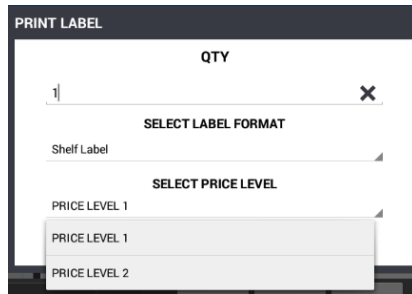 PRINT LABEL
QTY
1
SELECT LABEL FORMAT
Shelf Label
SELECT PRICE LEVEL
PRICE LEVEL 1
PRICE LEVEL 1
PRICE LEVEL 2